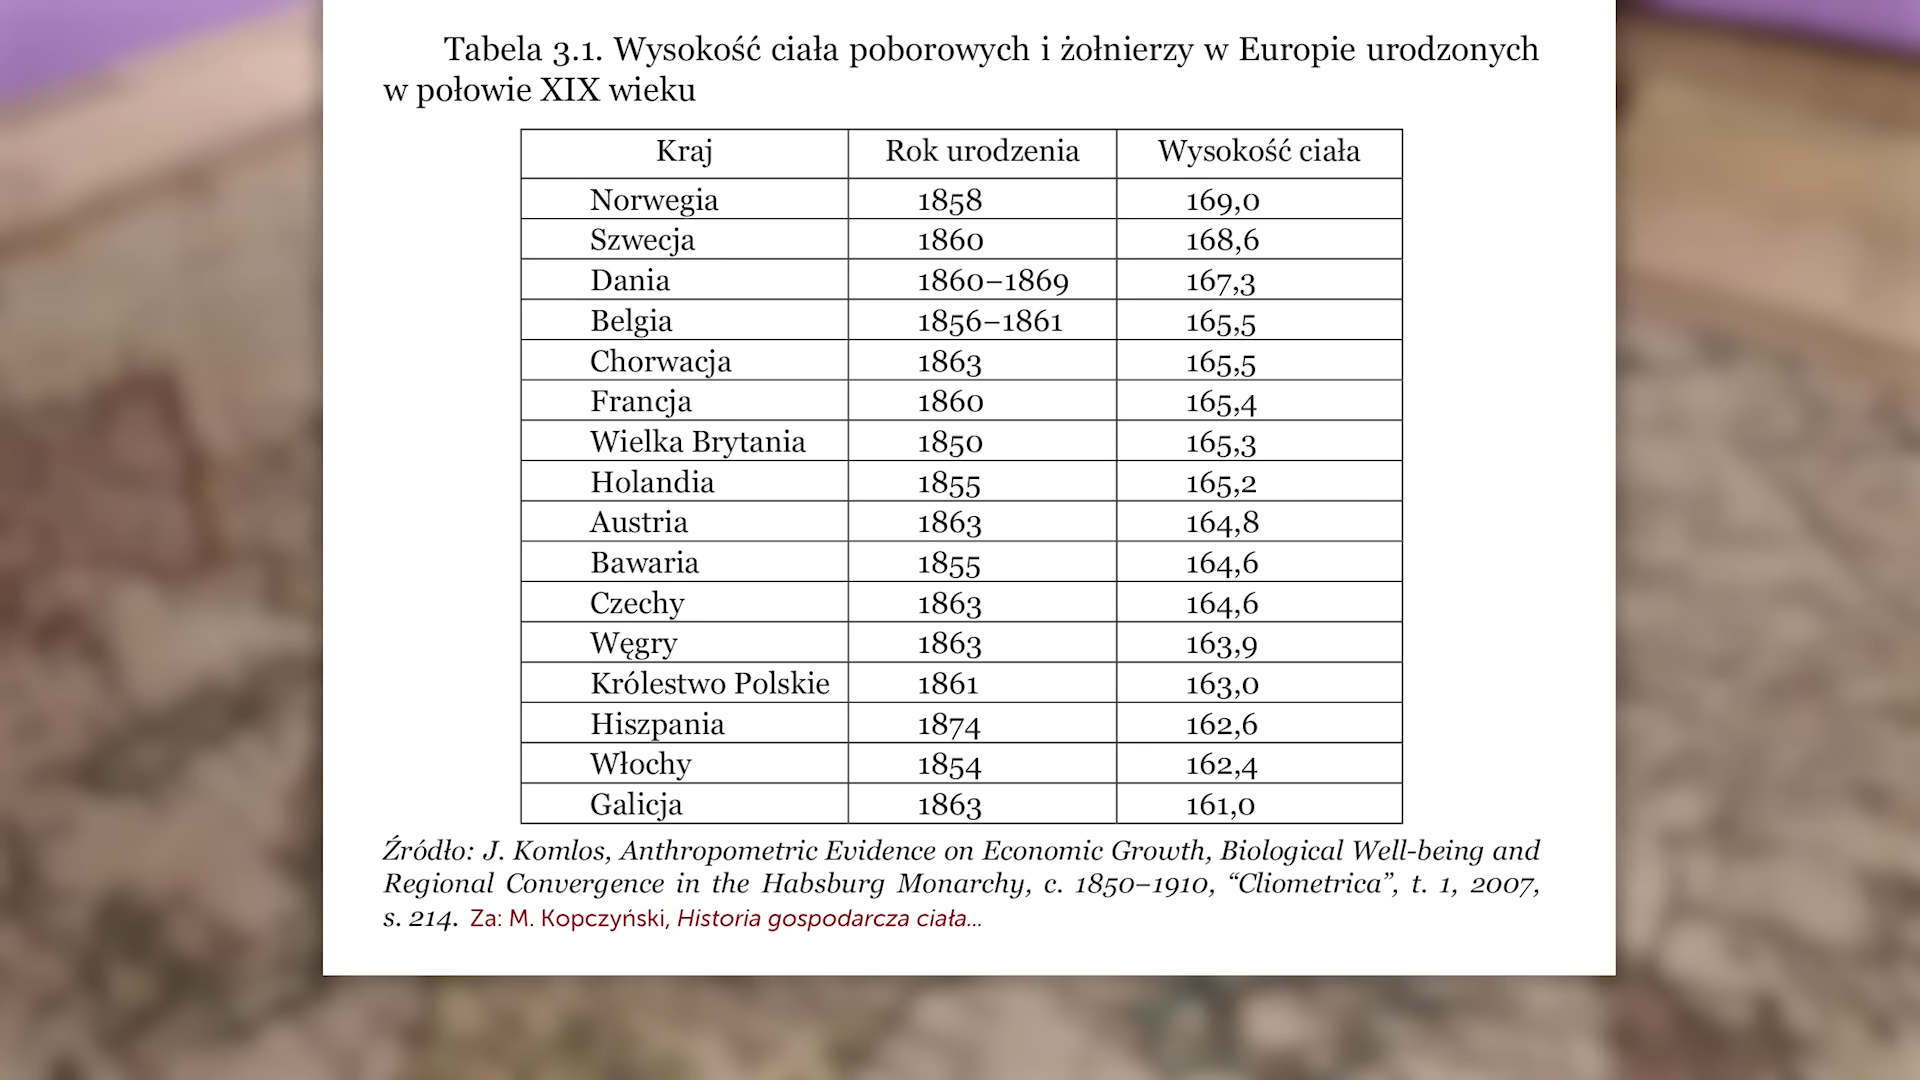 Tabela 3.1. Wysokość ciała poborowych i żołnierzy w Europie urodzonych
w połowie XIX wieku
Kraj Rok urodzenia Wysokość ciała
Norwegia 1858 169,0
Szwecja 1860 168,6
Dania 1860–1869 167,3
Belgia 1856–1861 165,5
Chorwacja 1863 165,5
Francja 1860 165,4
Wielka Brytania 1850 165,3
Holandia 1855 165,2
Austria 1863 164,8
Bawaria 1855 164,6
Czechy 1863 164,6
Węgry 1863 163,9
Królestwo Polskie 1861 163,0
Hiszpania 1874 162,6
Włochy 1854 162,4
Galicja 1863 161,0
Źródło: J. Komlos, Anthropometric Evidence on Economic Growth, Biological Well-being and
Regional Convergence in the Habsburg Monarchy, c. 1850–1910, “Cliometrica”, t. 1, 2007,
s. 214. Za: M. Kopczyński, Historia gospodarcza ciała...